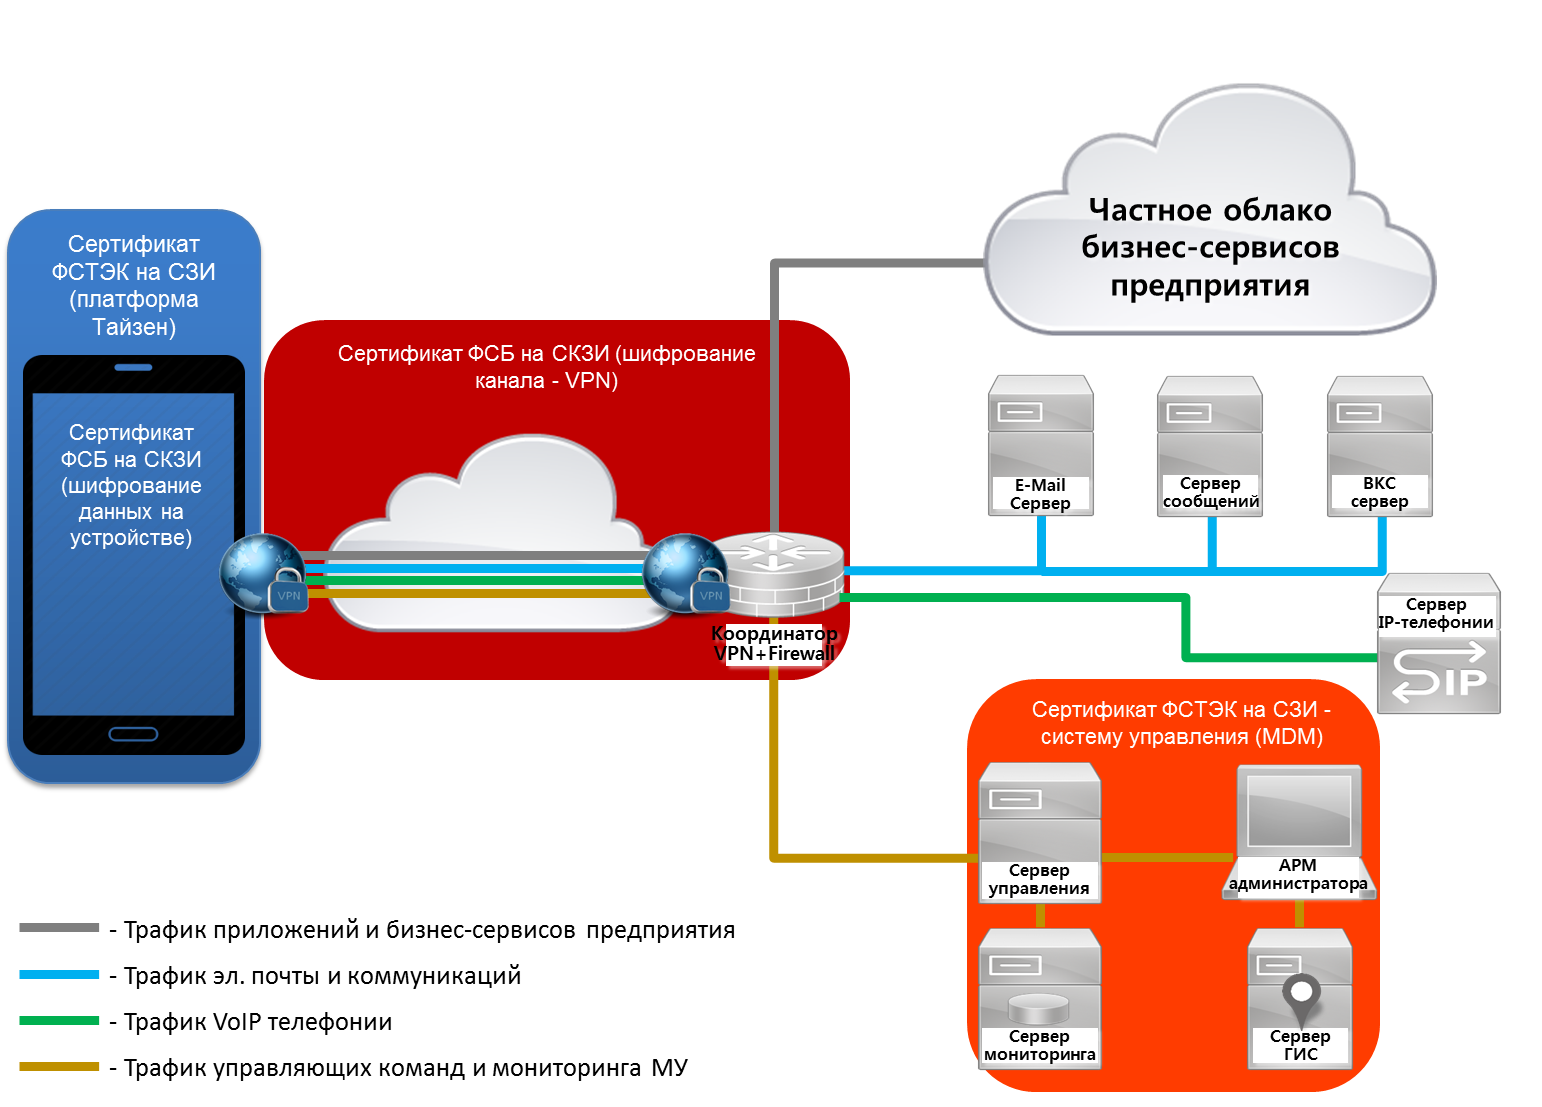 Частное облако
бизнес-сервисов
предприятия
Сертификат
ФСТЭК на СЗИ
(платформа
Тайзен)
Сертификат
ФСБ на СКЗИ
(шифрование
данных на
устройстве)
Сертификат ФСБ на СКЗИ (шифрование
канала - VPN)
VPN
VPN
Координатор
VPN+Firewall
E-Mail
Сервер
Сервер
сообщений
ВКС
сервер
Сервер
IP-телефонии
SIP
Сертификат ФСТЭК на СЗИ -
систему управления (MDM)
Сервер
управления
АРМ
администратора
Сервер
мониторинга
Сервер
ГИС
- Трафик приложений и бизнес-сервисов предприятия
- Трафик эл. почты и коммуникаций
- Трафик VoIP телефонии
- Трафик управляющих команд и мониторинга МУ